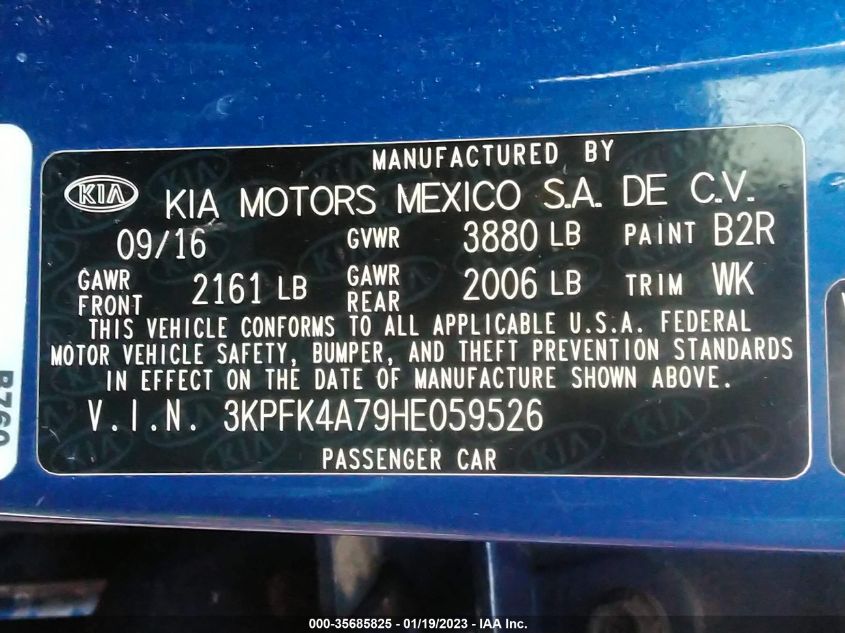 MANUFACTURED BY
KIA KIA MOTORS MEXICO S.A. DE C.V.
09/16 GVWR 3880 LB PAINT B2R
GAWR FRONT 2161 LB GAWR REAR 2006 LB TRIM WK
THIS VEHICLE CONFORMS TO ALL APPLICABLE U.S.A. FEDERAL
MOTOR VEHICLE SAFETY, BUMPER, AND THEFT PREVENTION STANDARDS
IN EFFECT ON THE DATE OF MANUFACTURE SHOWN ABOVE.
V.I.N. 3KPFK4A79HE059526
PASSENGER CAR
000-35685825 - 01/19/2023 - IAA Inc.